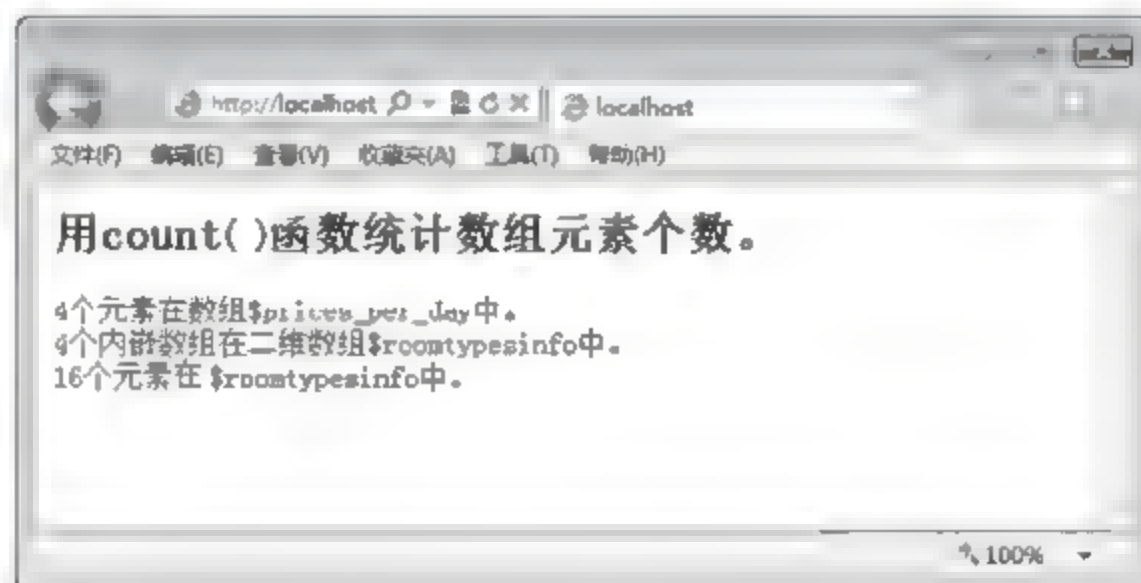 http://localhost
localhost
文件(F) 编辑(E) 查看(V) 收藏夹(A) 工具(T) 帮助(H)
用count( )函数统计数组元素个数。
4个元素在数组$prices_per_day中。
4个内嵌数组在二维数组$roomtypesinfo中。
16个元素在 $roomtypesinfo中。
100%